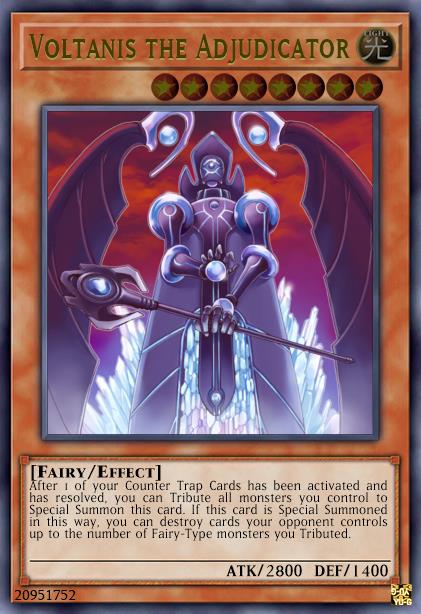 Voltanis the Adjudicator
LIGHT
光
[Fairy/Effect]
After 1 of your Counter Trap Cards has been activated and
has resolved, you can Tribute all monsters you control to
Special Summon this card. If this card is Special Summoned
in this way, you can destroy cards your opponent controls
up to the number of Fairy-Type monsters you Tributed.
ATK/2800 DEF/1400
20951752